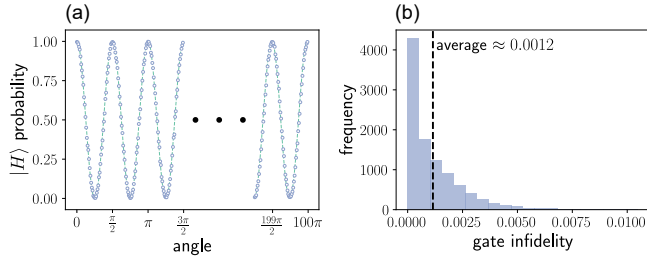 (a)
1.00
0.75
0.50
0.25
0.00
|H⟩ probability
0 π/2 π 3π/2 199π/2 100π
angle
(b)
average ≈ 0.0012
4000
3000
2000
1000
0
frequency
0.0000 0.0025 0.0050 0.0075 0.0100
gate infidelity